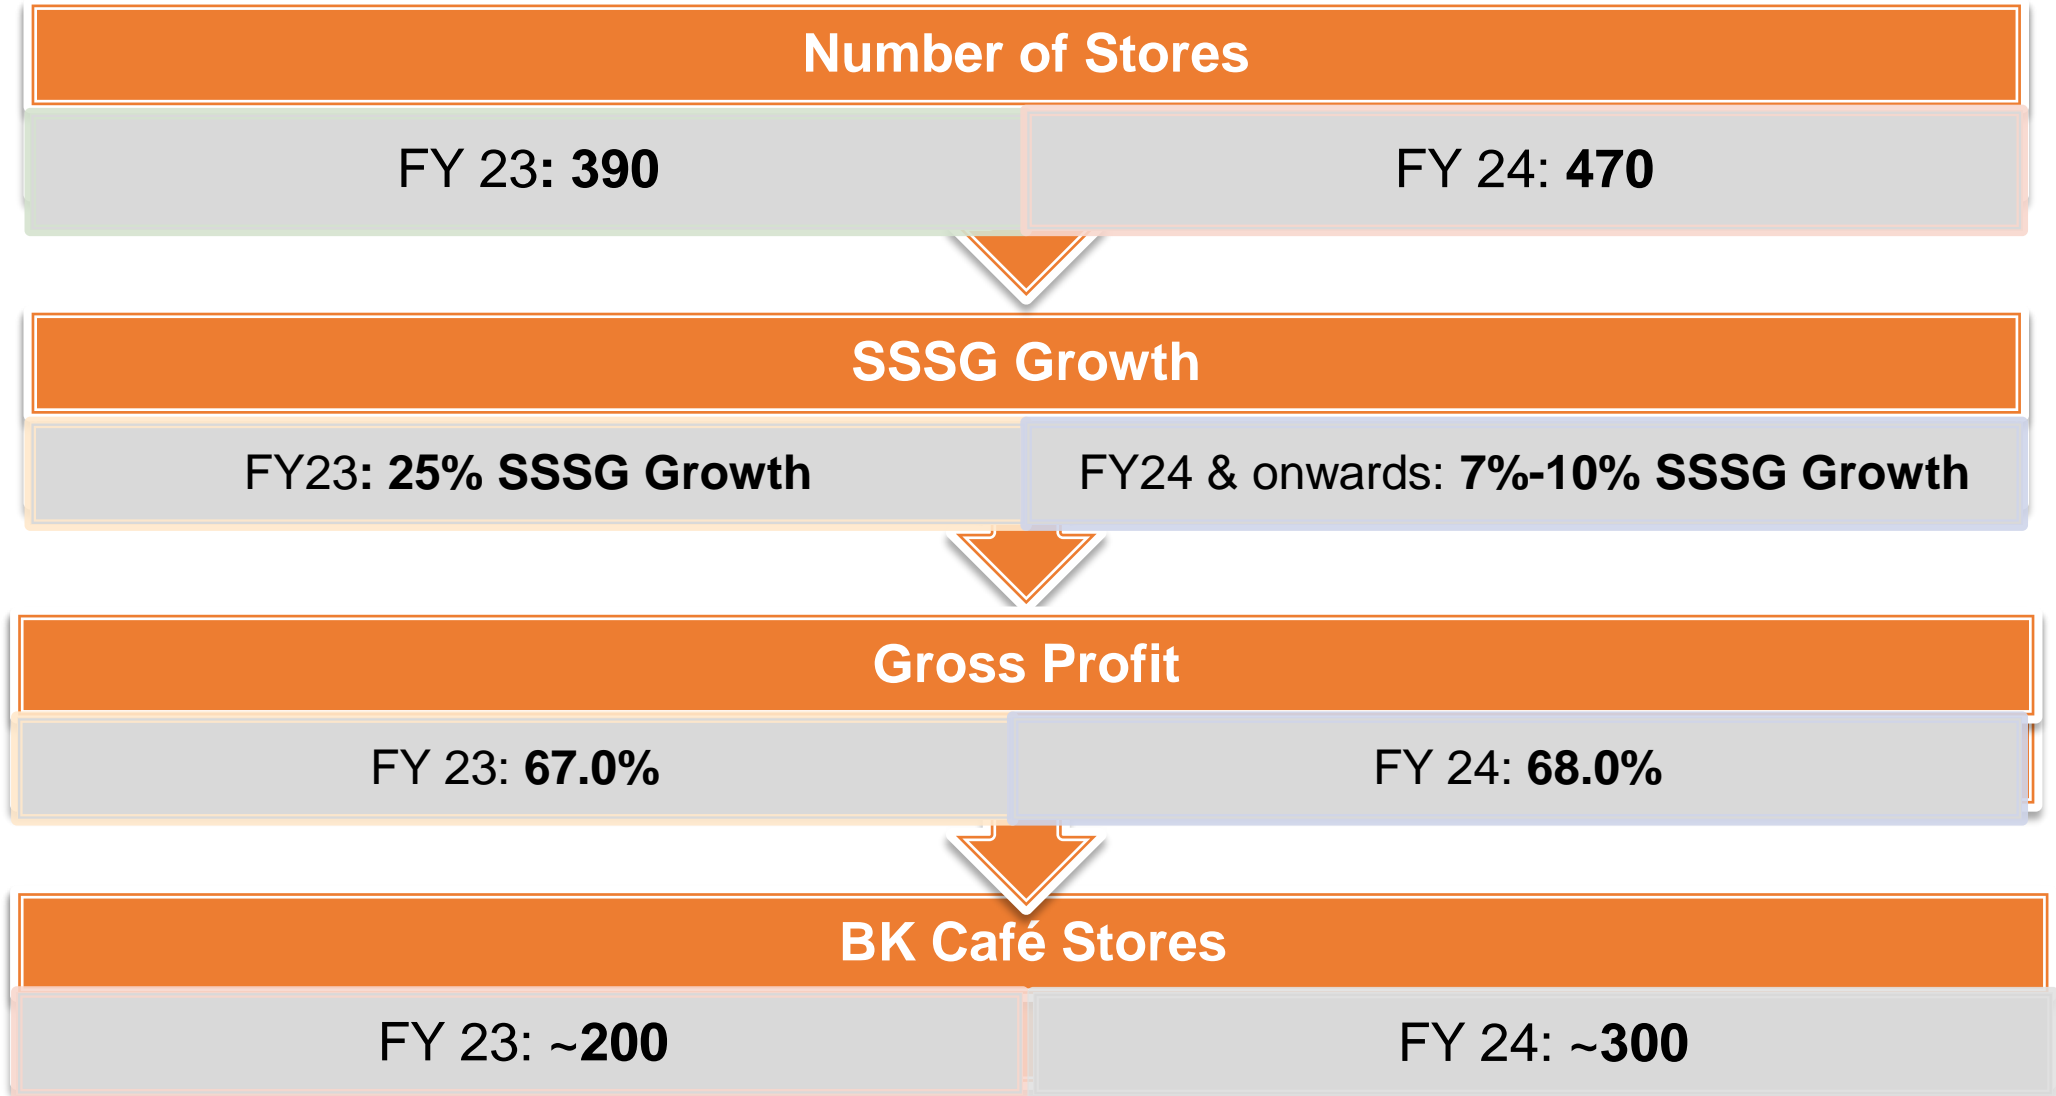 Number of Stores
FY 23: 390
FY 24: 470
SSSG Growth
FY23: 25% SSSG Growth
FY24 & onwards: 7%-10% SSSG Growth
Gross Profit
FY 23: 67.0%
FY 24: 68.0%
BK Café Stores
FY 23: ~200
FY 24: ~300